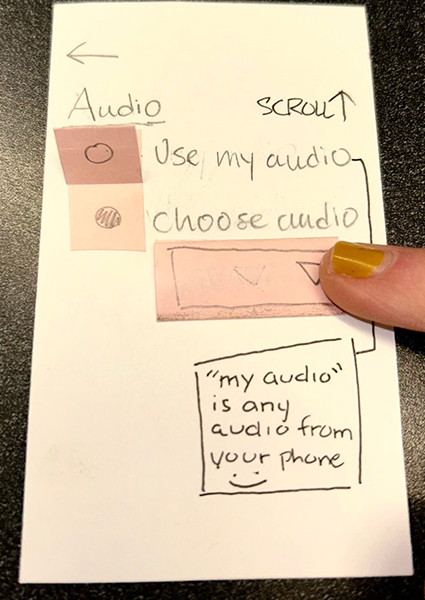 Audio
SCROLL↑
Use my audio
Choose audio
"my audio"
is any
audio from
your phone